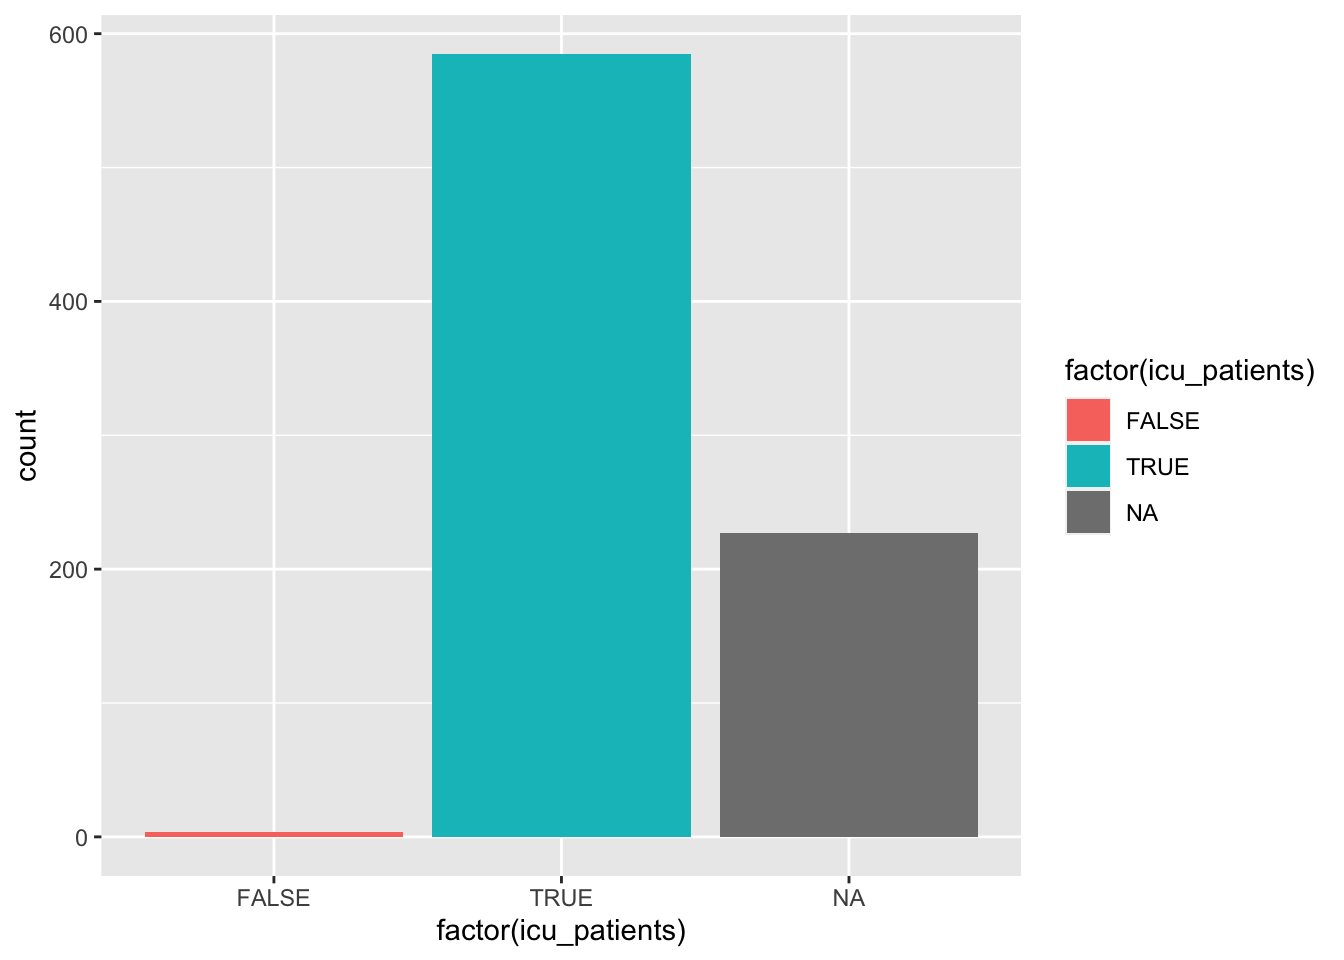 600
400
200
0
count
FALSE
TRUE
NA
factor(icu_patients)
factor(icu_patients)
FALSE
TRUE
NA